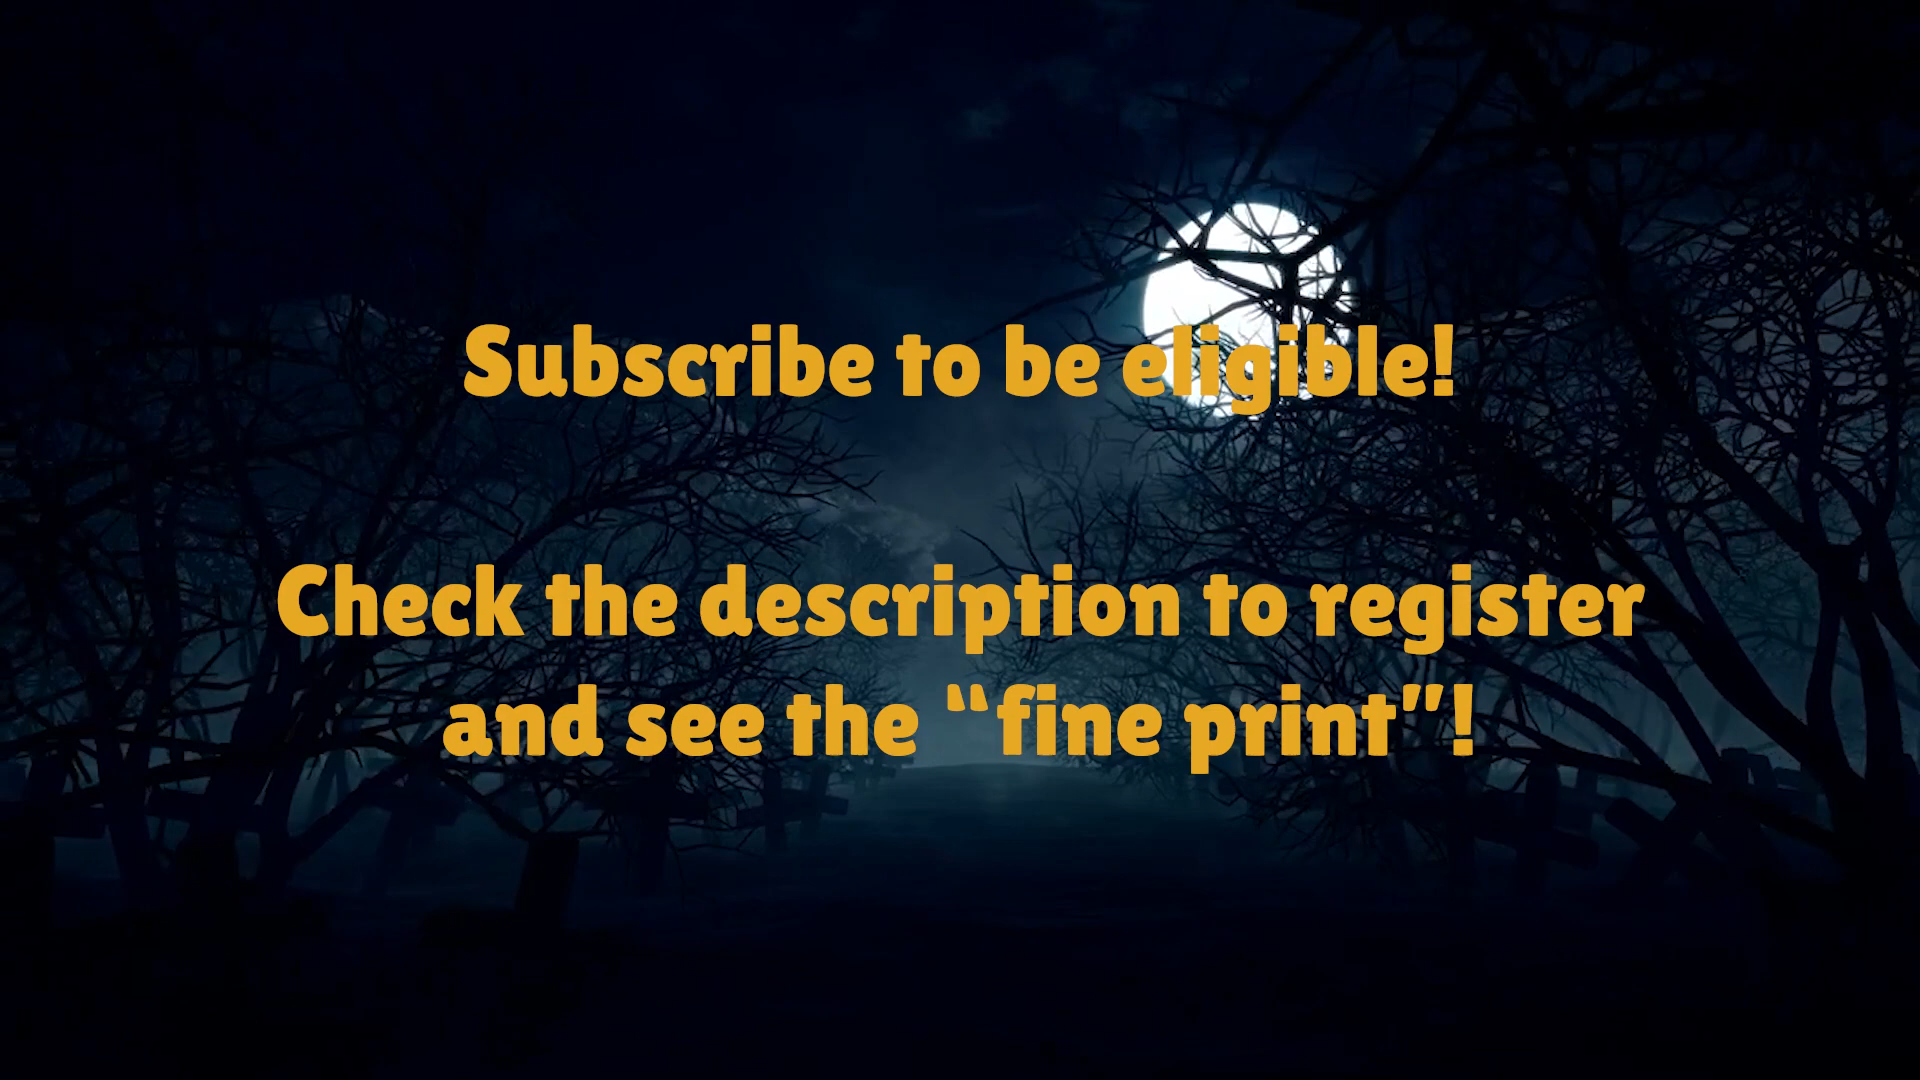 Subscribe to be eligible!
Check the description to register
and see the “fine print”!